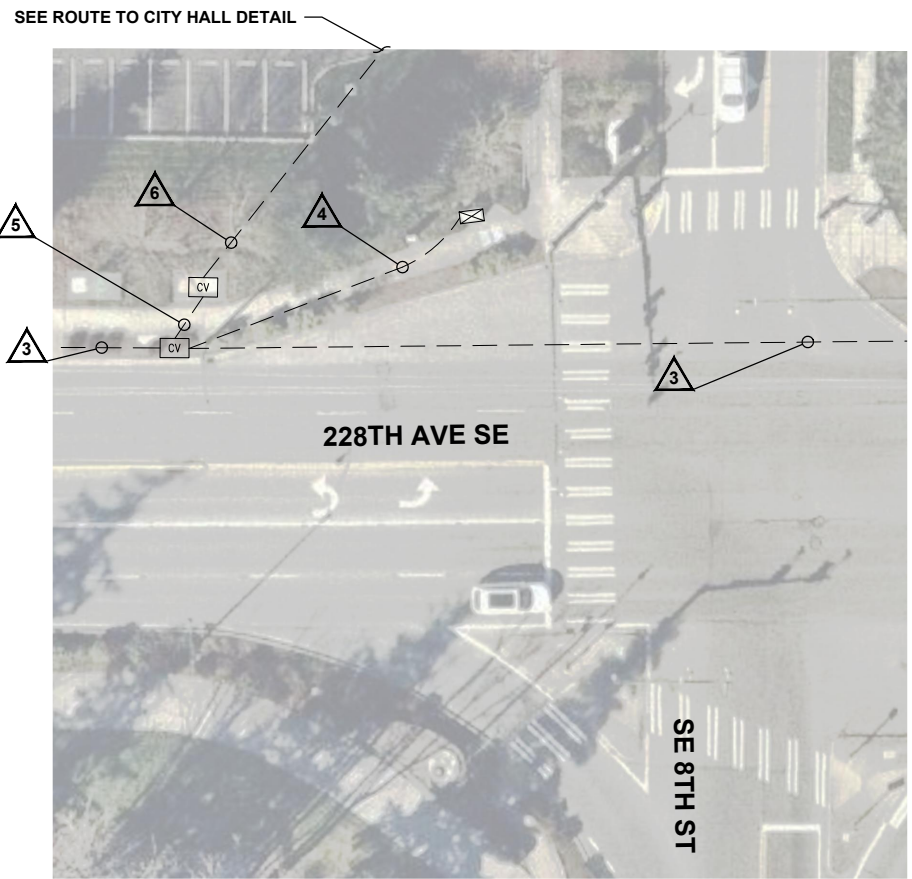 SEE ROUTE TO CITY HALL DETAIL
6
5
4
CV
3
CV
3
228TH AVE SE
SE 8TH ST